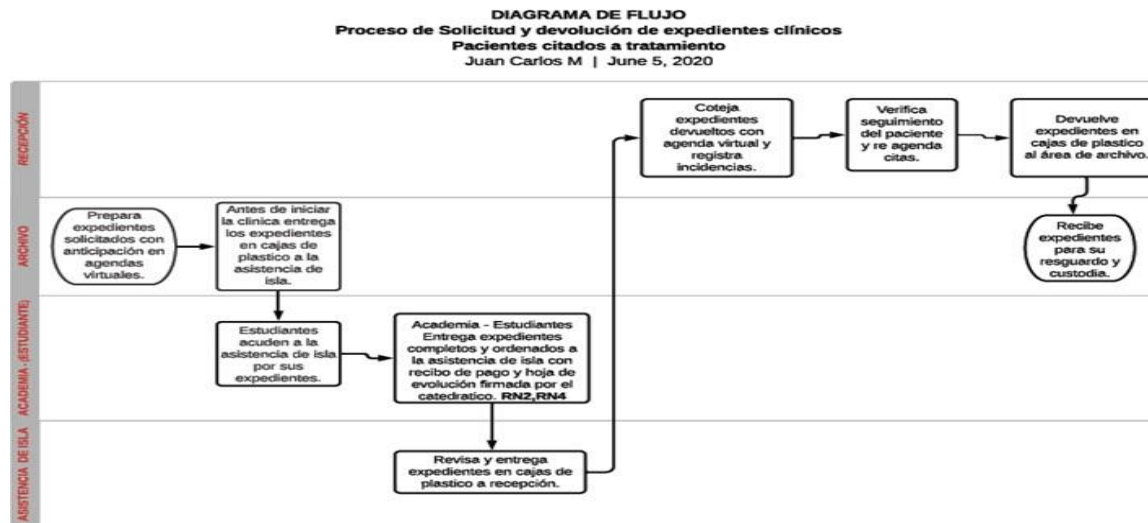 DIAGRAMA DE FLUJO
Proceso de Solicitud y devolución de expedientes clínicos
Pacientes citados a tratamiento
Juan Carlos M | June 5, 2020
RECEPCIÓN
Coteja
expedientes
devueltos con
agenda virtual y
registra
incidencias.
Verifica
seguimiento
del paciente
y re agenda
citas.
Devuelve
expedientes en
cajas de plastico
al área de archivo.
ARCHIVO
Prepara
expedientes
solicitados con
anticipación en
agendas
virtuales.
Antes de iniciar
la clinica entrega
los expedientes
en cajas de
plastico a la
asistencia de
isla.
Recibe
expedientes
para su
resguardo y
custodia.
ACADEMIA - (ESTUDIANTE)
Estudiantes
acuden a la
asistencia de isla
por sus
expedientes.
Academia - Estudiantes
Entrega expedientes
completos y ordenados a
la asistencia de isla con
recibo de pago y hoja de
evolución firmada por el
catedratico. RN2,RN4
ASISTENCIA DE ISLA
Revisa y entrega
expedientes en cajas de
plastico a recepción.